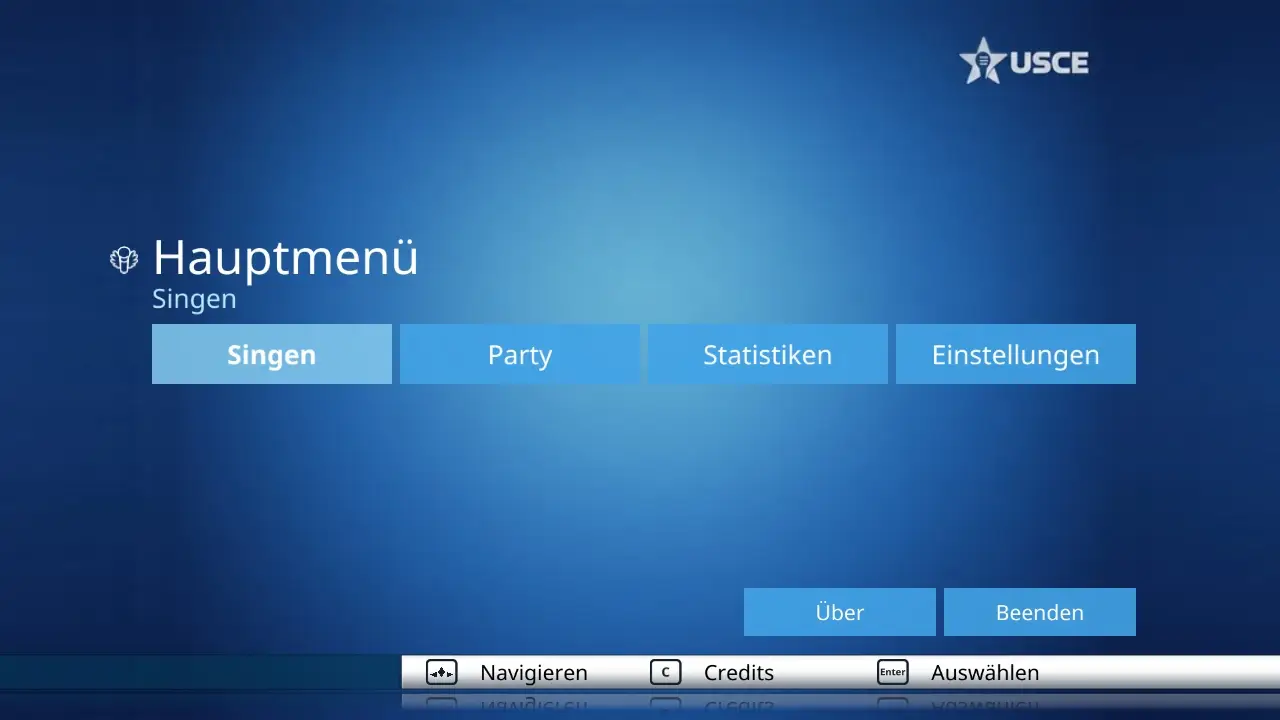 USCE
Hauptmenü
Singen
Singen Party Statistiken Einstellungen
Über Beenden
Navigieren C Credits Enter Auswählen